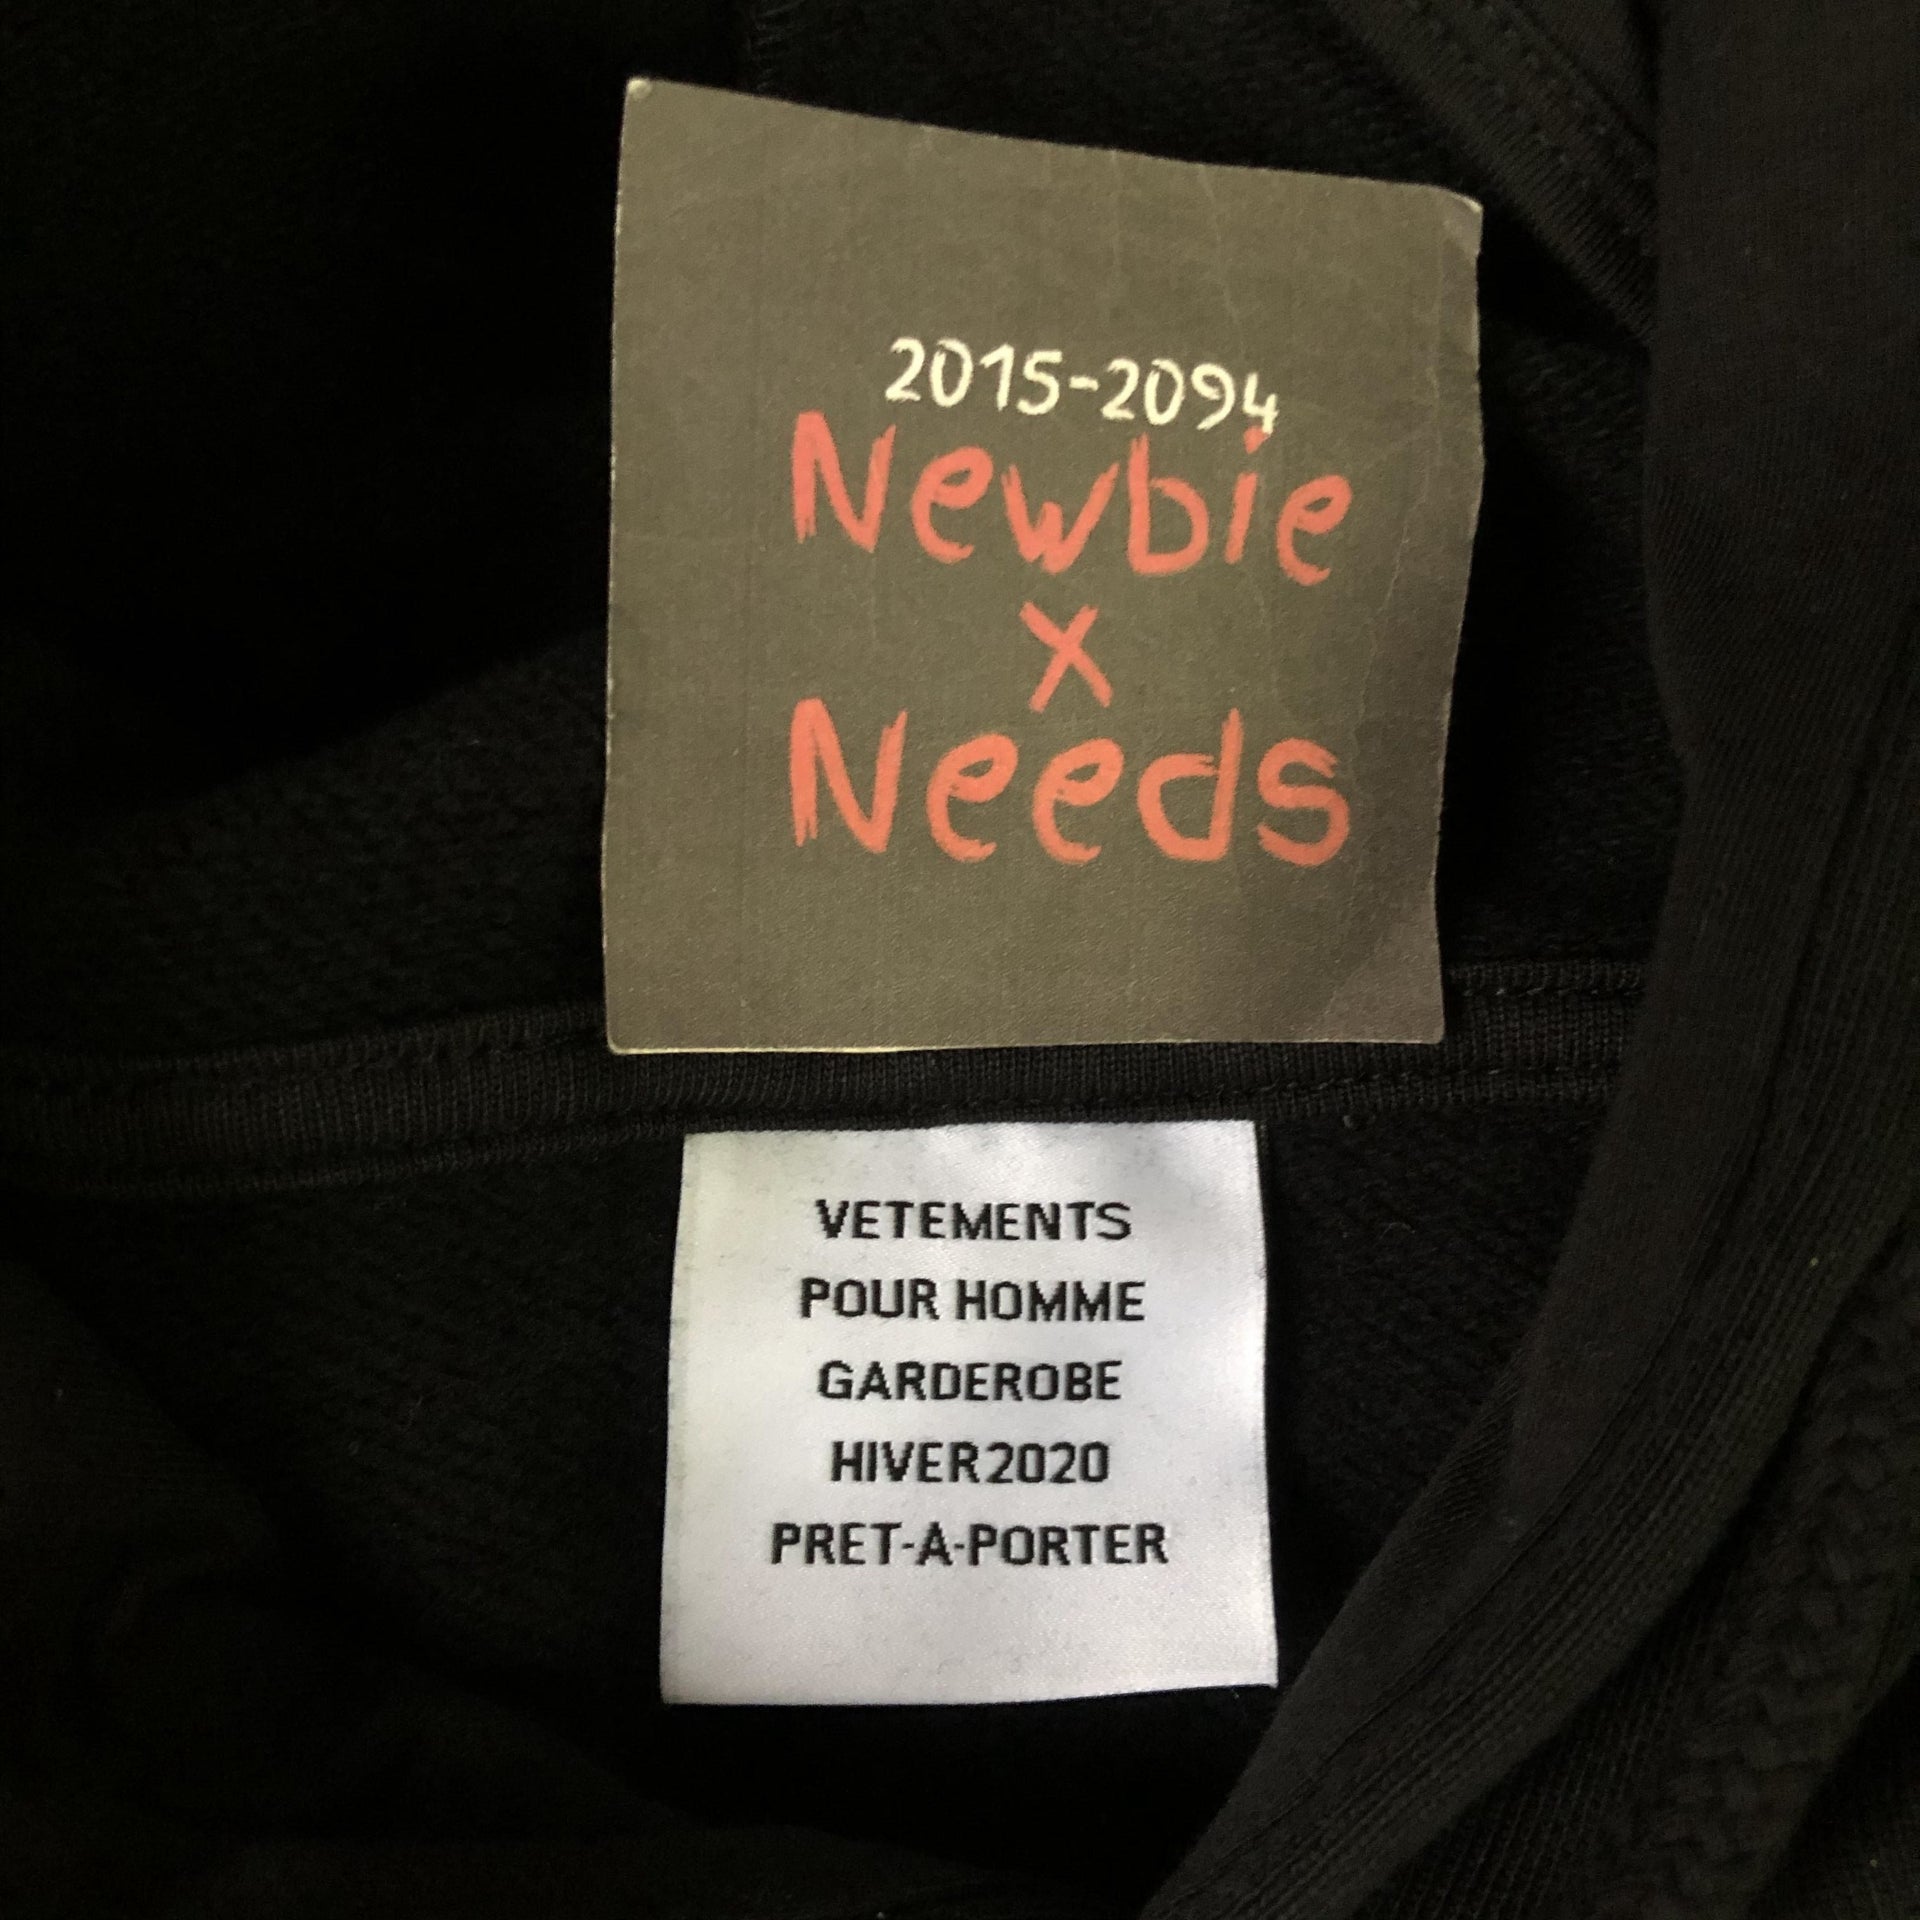 2015-2094
Newbie
x
Needs
VETEMENTS
POUR HOMME
GARDEROBE
HIVER2020
PRET-A-PORTER